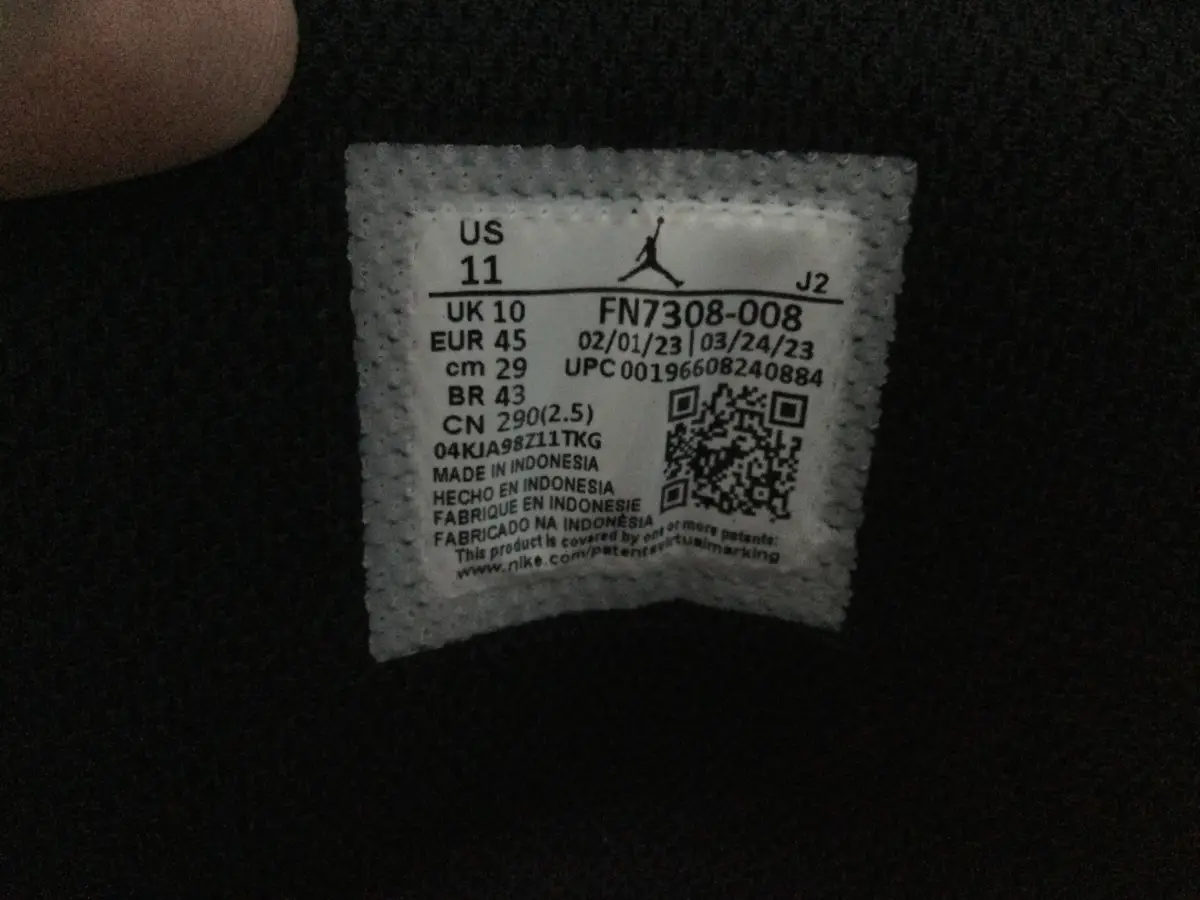 US
11
J2
UK 10
FN7308-008
EUR 45
02/01/23 | 03/24/23
cm 29
UPC 00196608240884
BR 43
CN 290(2.5)
04KJA98Z11TKG
MADE IN INDONESIA
HECHO EN INDONESIA
FABRIQUE EN INDONESIE
FABRICADO NA INDONÉSIA
This product is covered by one or more patents:
www.nike.com/patentsvirtualmarking